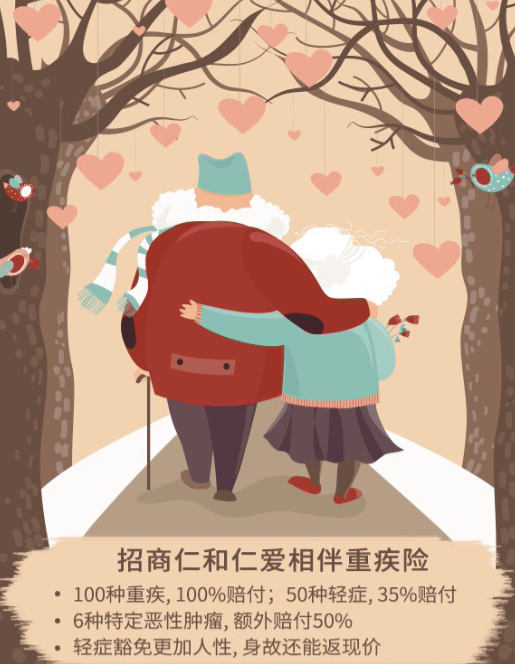 招商仁和仁爱相伴重疾险
• 100种重疾, 100%赔付；50种轻症, 35%赔付
• 6种特定恶性肿瘤, 额外赔付50%
• 轻症豁免更加人性, 身故还能返现价